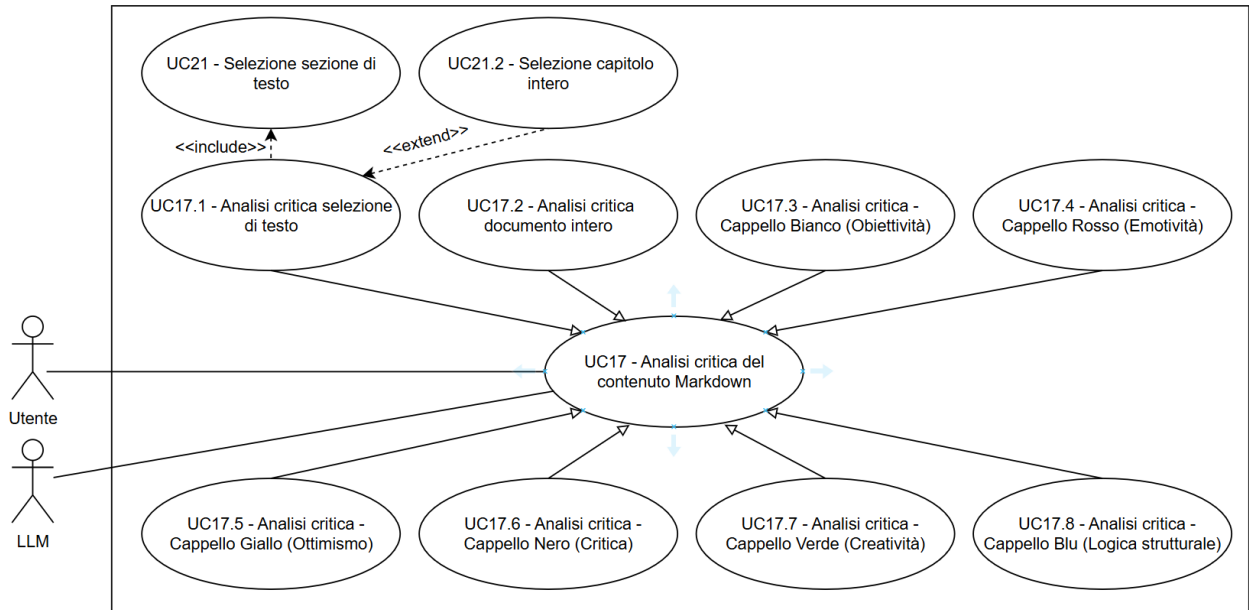 UC21 - Selezione sezione di
testo
UC21.2 - Selezione capitolo
intero
<<include>>
<<extend>>
UC17.1 - Analisi critica selezione
di testo
UC17.2 - Analisi critica
documento intero
UC17.3 - Analisi critica -
Cappello Bianco (Obiettività)
UC17.4 - Analisi critica -
Cappello Rosso (Emotività)
UC17 - Analisi critica del
contenuto Markdown
Utente
LLM
UC17.5 - Analisi critica -
Cappello Giallo (Ottimismo)
UC17.6 - Analisi critica -
Cappello Nero (Critica)
UC17.7 - Analisi critica -
Cappello Verde (Creatività)
UC17.8 - Analisi critica -
Cappello Blu (Logica strutturale)